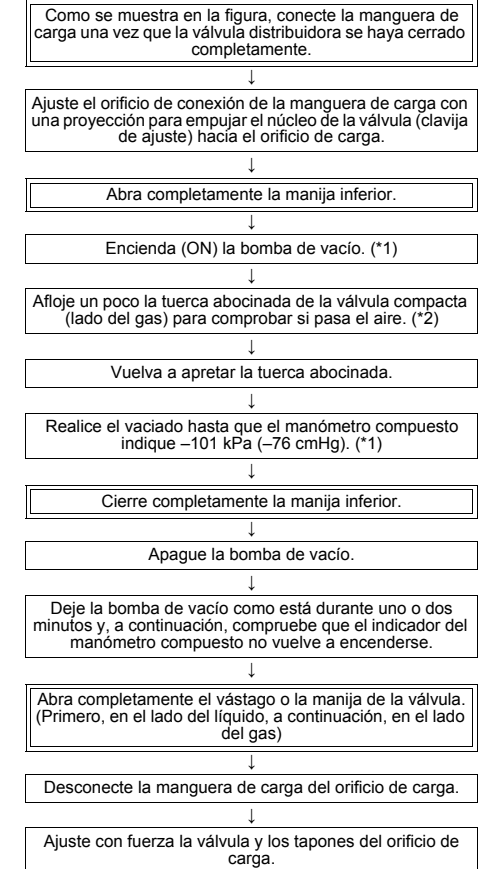 Como se muestra en la figura, conecte la manguera de
carga una vez que la válvula distribuidora se haya cerrado
completamente.
↓
Ajuste el orificio de conexión de la manguera de carga con
una proyección para empujar el núcleo de la válvula (clavija
de ajuste) hacia el orificio de carga.
↓
Abra completamente la manija inferior.
↓
Encienda (ON) la bomba de vacío. (*1)
↓
Afloje un poco la tuerca abocinada de la válvula compacta
(lado del gas) para comprobar si pasa el aire. (*2)
↓
Vuelva a apretar la tuerca abocinada.
↓
Realice el vaciado hasta que el manómetro compuesto
indique –101 kPa (–76 cmHg). (*1)
↓
Cierre completamente la manija inferior.
↓
Apague la bomba de vacío.
↓
Deje la bomba de vacío como está durante uno o dos
minutos y, a continuación, compruebe que el indicador del
manómetro compuesto no vuelve a encenderse.
↓
Abra completamente el vástago o la manija de la válvula.
(Primero, en el lado del líquido, a continuación, en el lado
del gas)
↓
Desconecte la manguera de carga del orificio de carga.
↓
Ajuste con fuerza la válvula y los tapones del orificio de
carga.